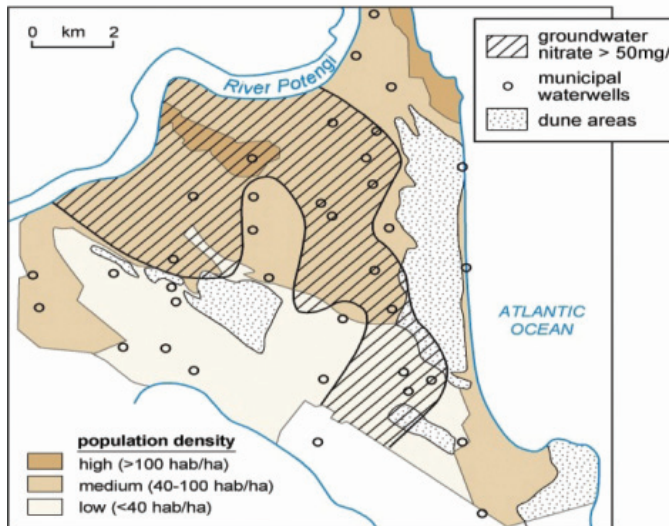 0 km 2
River Potengi
groundwater
nitrate > 50mg/
municipal
waterwells
dune areas
ATLANTIC
OCEAN
population density
high (>100 hab/ha)
medium (40-100 hab/ha)
low (<40 hab/ha)